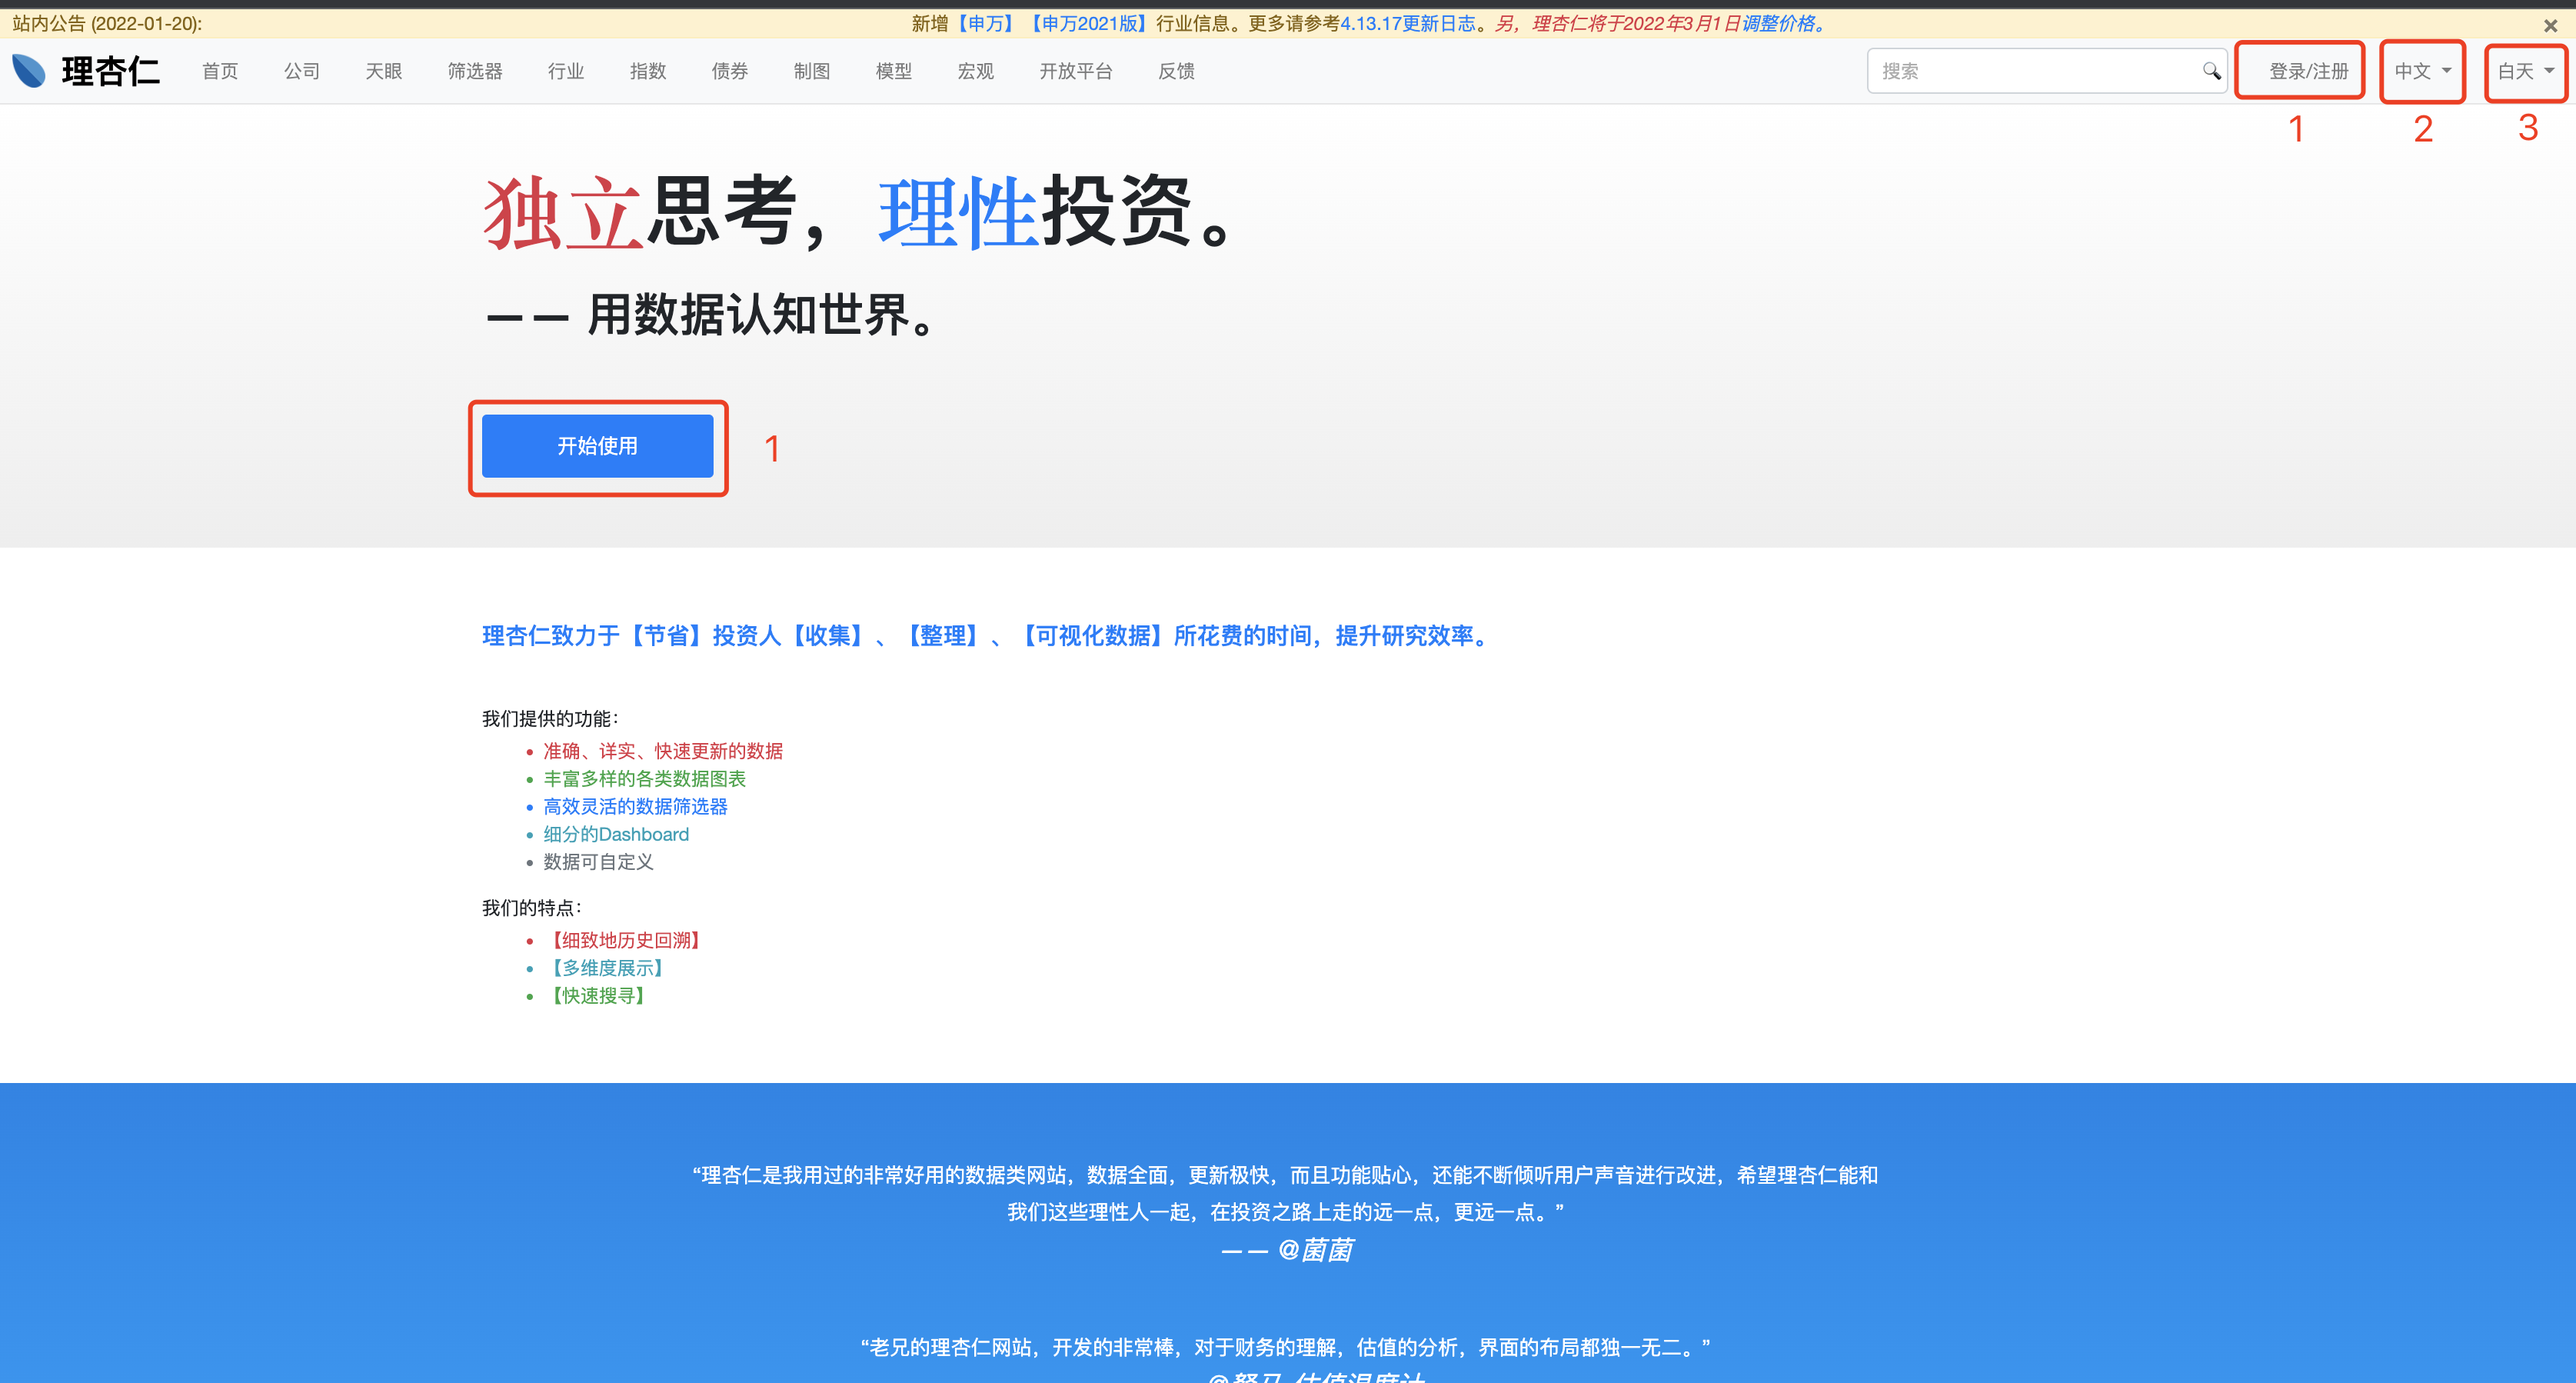 站内公告 (2022-01-20):
新增【申万】【申万2021版】行业信息。更多请参考4.13.17更新日志。另，理杏仁将于2022年3月1日调整价格。
×
理杏仁 首页 公司 天眼 筛选器 行业 指数 债券 制图 模型 宏观 开放平台 反馈 搜索 登录/注册 中文 白天
1 2 3
独立思考，理性投资。
—— 用数据认知世界。
开始使用 1
理杏仁致力于【节省】投资人【收集】、【整理】、【可视化数据】所花费的时间，提升研究效率。
我们提供的功能：
• 准确、详实、快速更新的数据
• 丰富多样的各类数据图表
• 高效灵活的数据筛选器
• 细分的Dashboard
• 数据可自定义
我们的特点：
• 【细致地历史回溯】
• 【多维度展示】
• 【快速搜寻】
“理杏仁是我用过的非常好用的数据类网站，数据全面，更新极快，而且功能贴心，还能不断倾听用户声音进行改进，希望理杏仁能和
我们这些理性人一起，在投资之路上走的远一点，更远一点。”
—— @菌菌
“老兄的理杏仁网站，开发的非常棒，对于财务的理解，估值的分析，界面的布局都独一无二。”